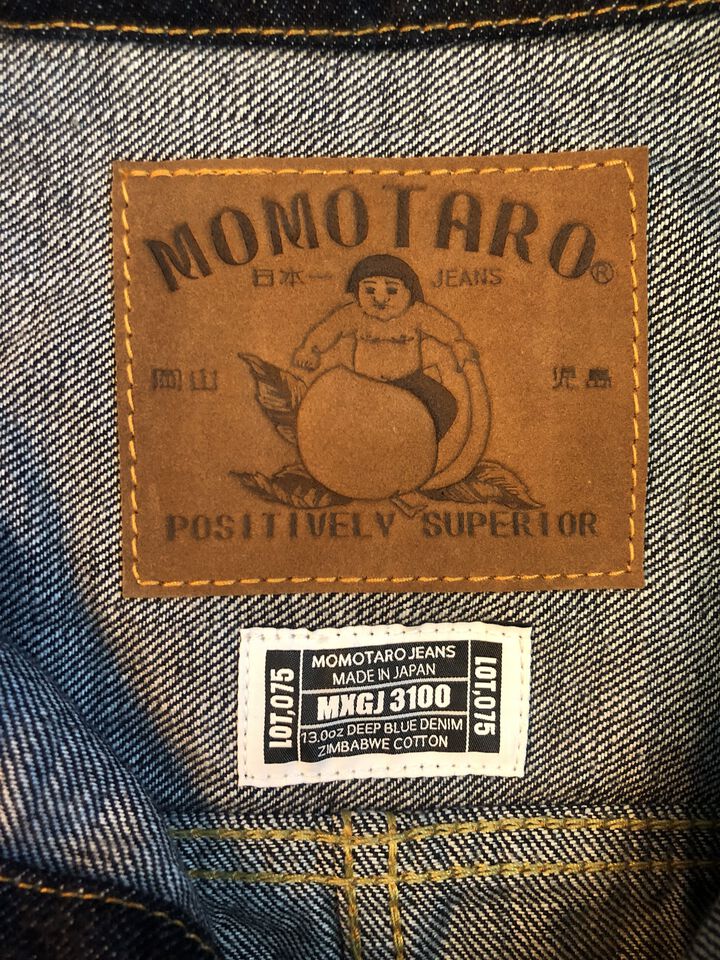 MOMOTARO®
日本一 JEANS
岡山 児島
POSITIVELY SUPERIOR
LOT.075
MOMOTARO JEANS
MADE IN JAPAN
MXGJ 3100
13.0oz DEEP BLUE DENIM
ZIMBABWE COTTON
LOT.075